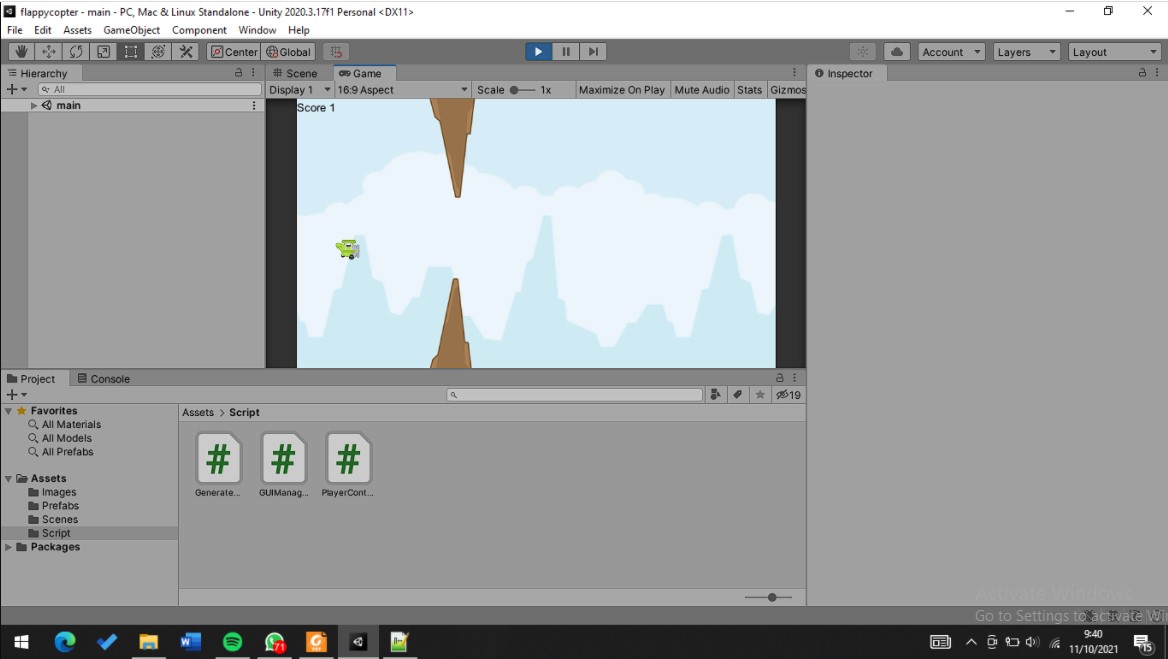 flappycopter - main - PC, Mac & Linux Standalone - Unity 2020.3.17f1 Personal <DX11>
File Edit Assets GameObject Component Window Help
Center Global Account Layers Layout
Hierarchy Scene Game Inspector
All Display 1 16:9 Aspect Scale 1x Maximize On Play Mute Audio Stats Gizmos
main
Score 1
Project Console
19
Favorites Assets > Script
All Materials
All Models
All Prefabs
Assets
Images Generate... GUIManag... PlayerCont...
Prefabs
Scenes
Script
Packages
Activate Windows
Go to Settings to activate Wi
71
9:40
11/10/2021
15